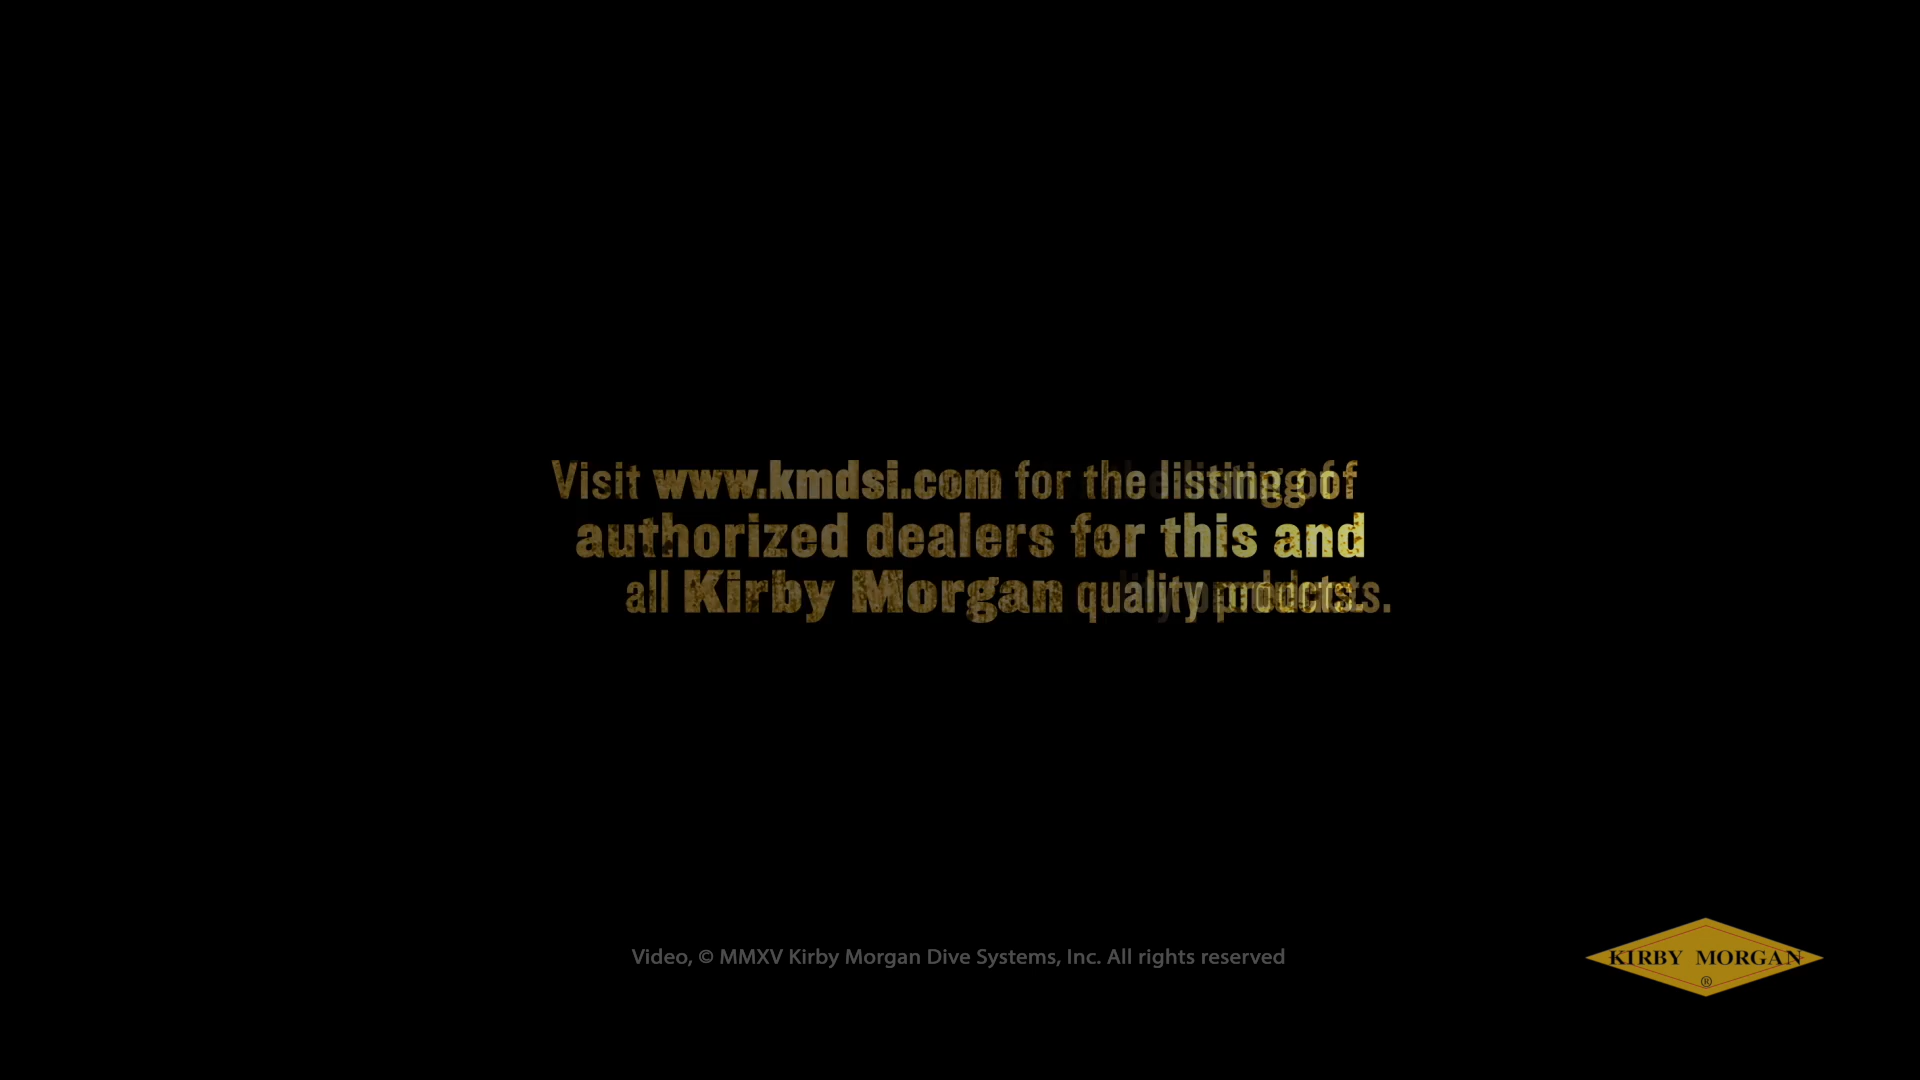 Visit www.kmdsi.com for the listing of
authorized dealers for this and
all Kirby Morgan quality products.
Video, © MMXV Kirby Morgan Dive Systems, Inc. All rights reserved
KIRBY MORGAN
®